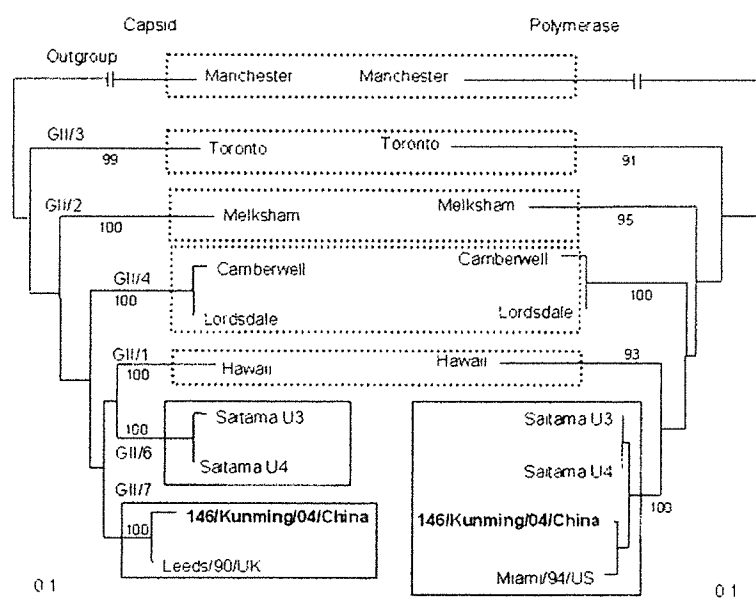 Capsid Polymerase
Outgroup
Manchester Manchester
GII/3
99 Toronto Toronto 91
GII/2
100 Melksham Melksham 95
GII/4
100 Camberwell Camberwell 100
Lordsdale Lordsdale
GII/1
100 Hawaii Hawaii 93
100 Saitama U3 Saitama U3
GII/6
Saitama U4 Saitama U4
GII/7
100 146/Kunming/04/China 146/Kunming/04/China
Leeds/90/UK Miami/94/US
0.1 0.1